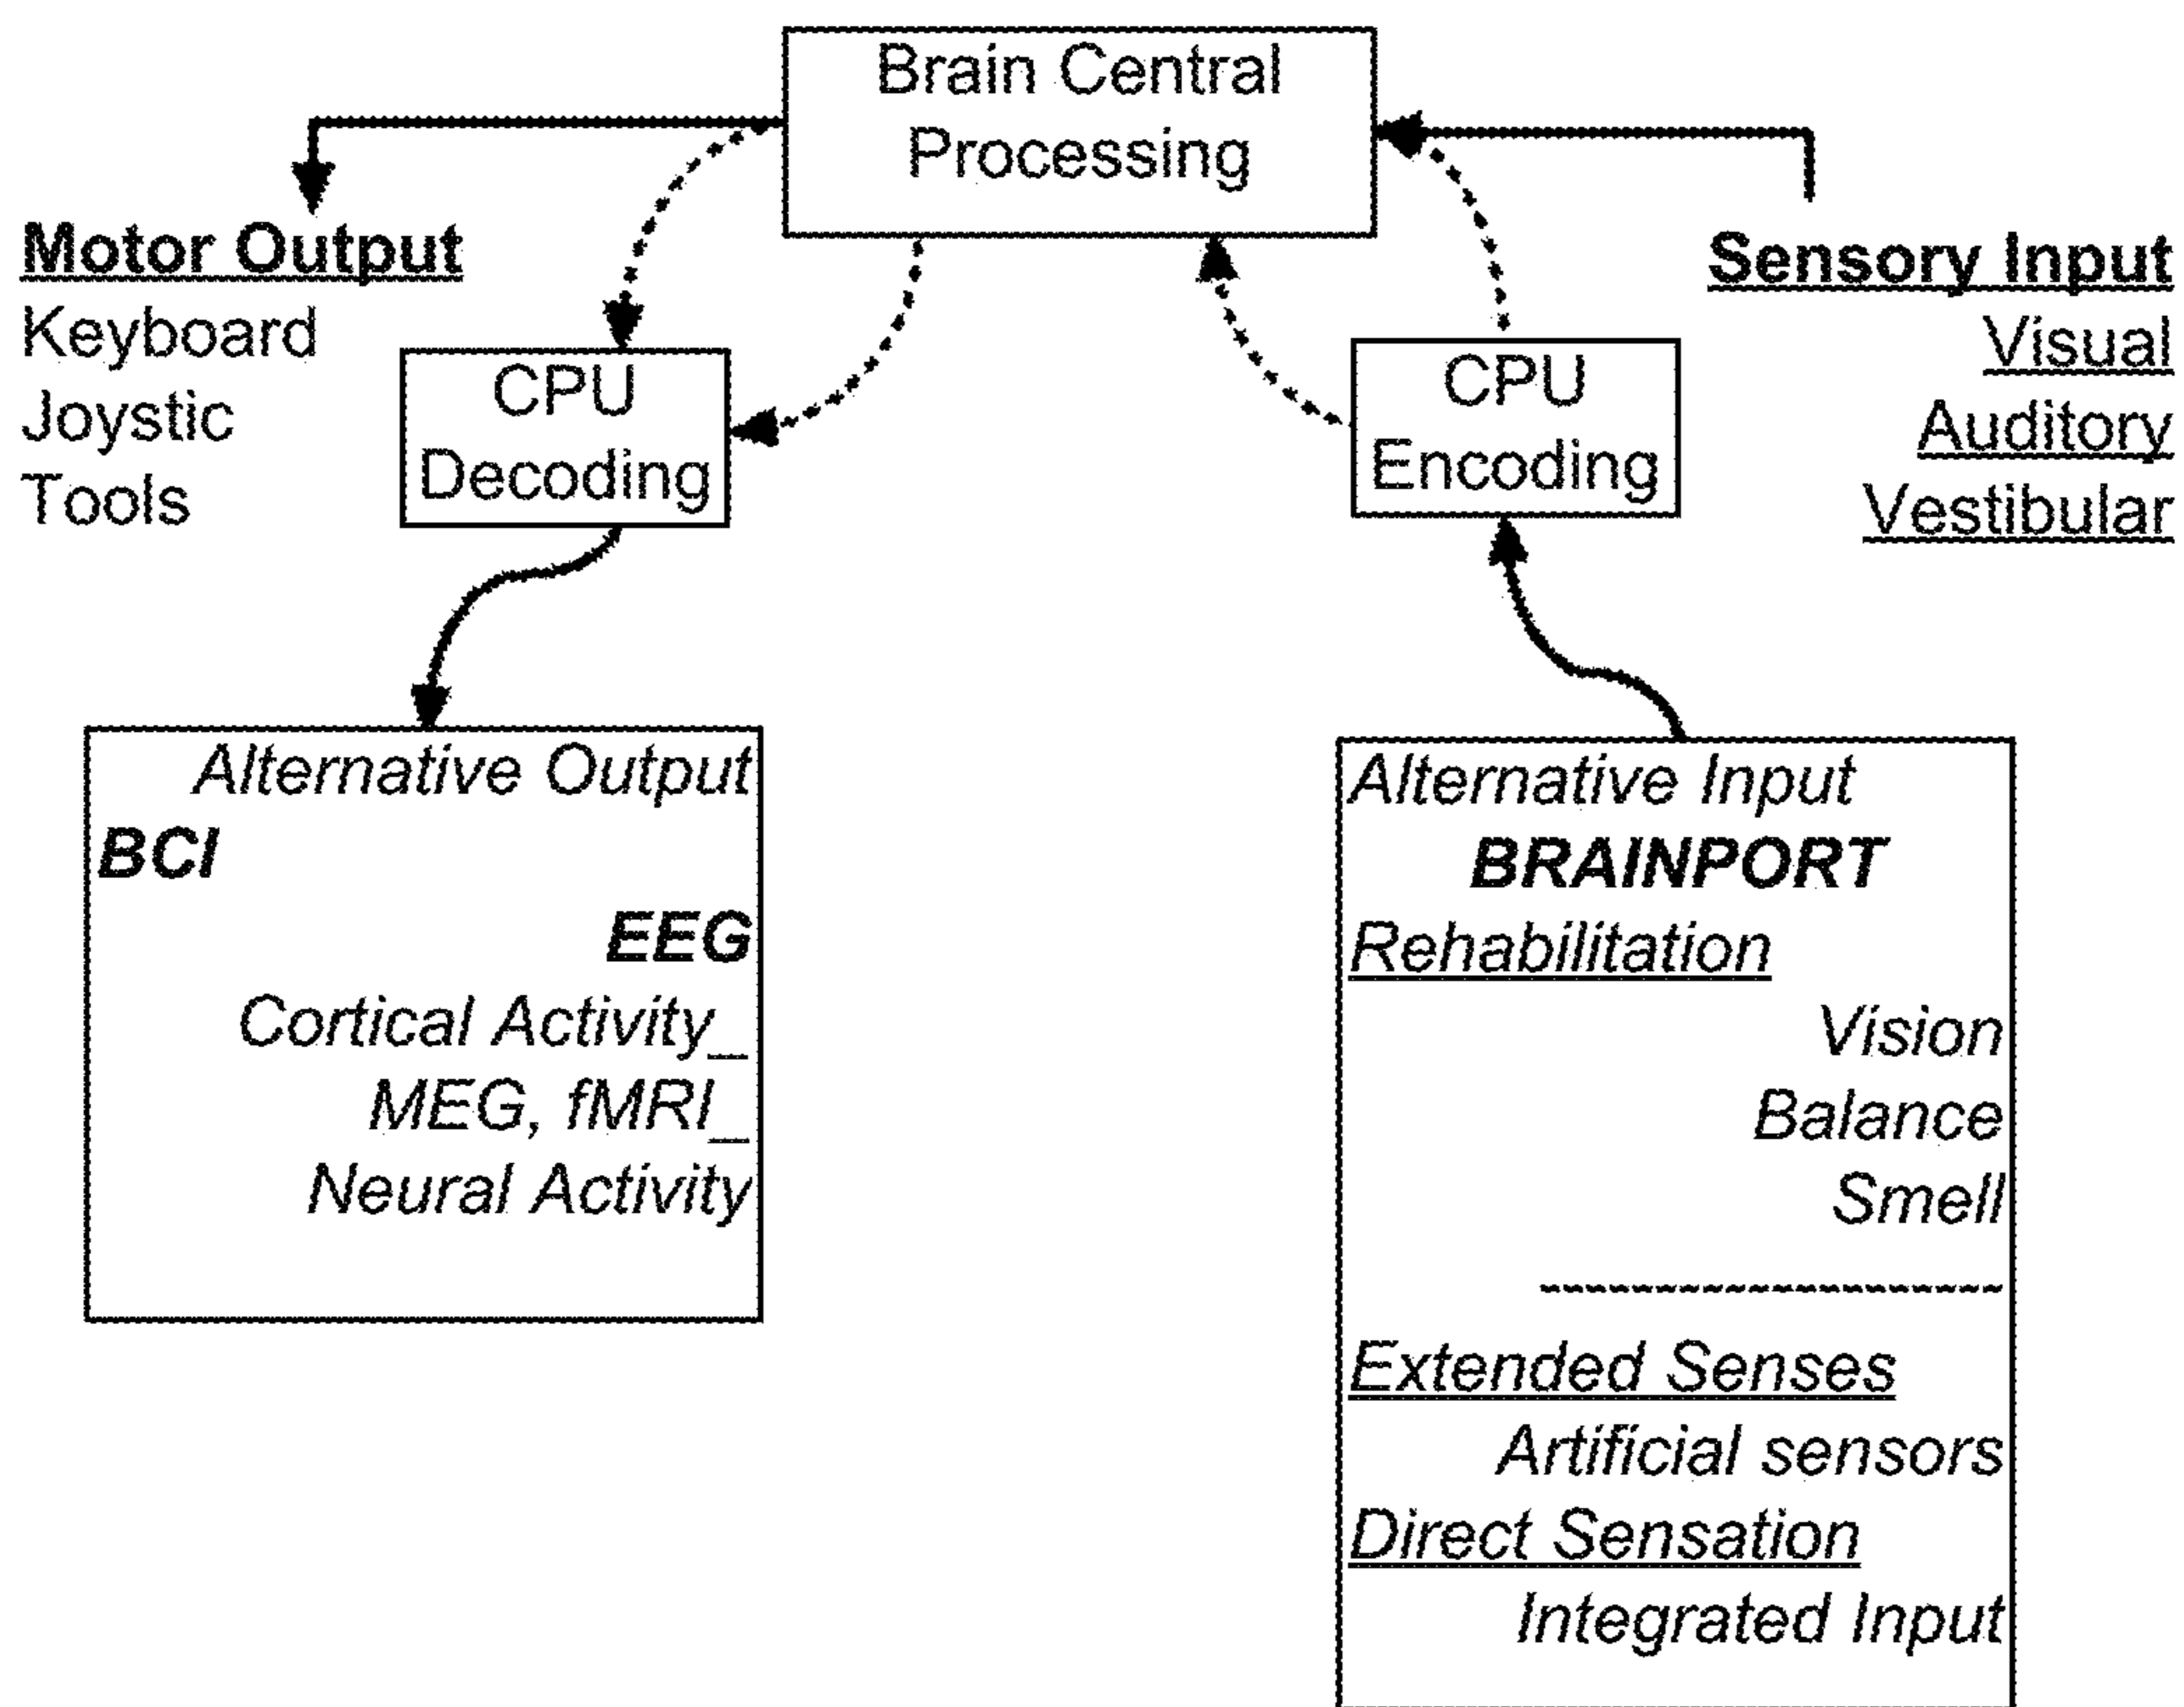 Brain Central
Processing
Motor Output
Keyboard
Joystic
Tools
CPU
Decoding
CPU
Encoding
Sensory Input
Visual
Auditory
Vestibular
Alternative Output
BCI
EEG
Cortical Activity_
MEG, fMRI_
Neural Activity
Alternative Input
BRAINPORT
Rehabilitation
Vision
Balance
Smell
--------------------
Extended Senses
Artificial sensors
Direct Sensation
Integrated Input